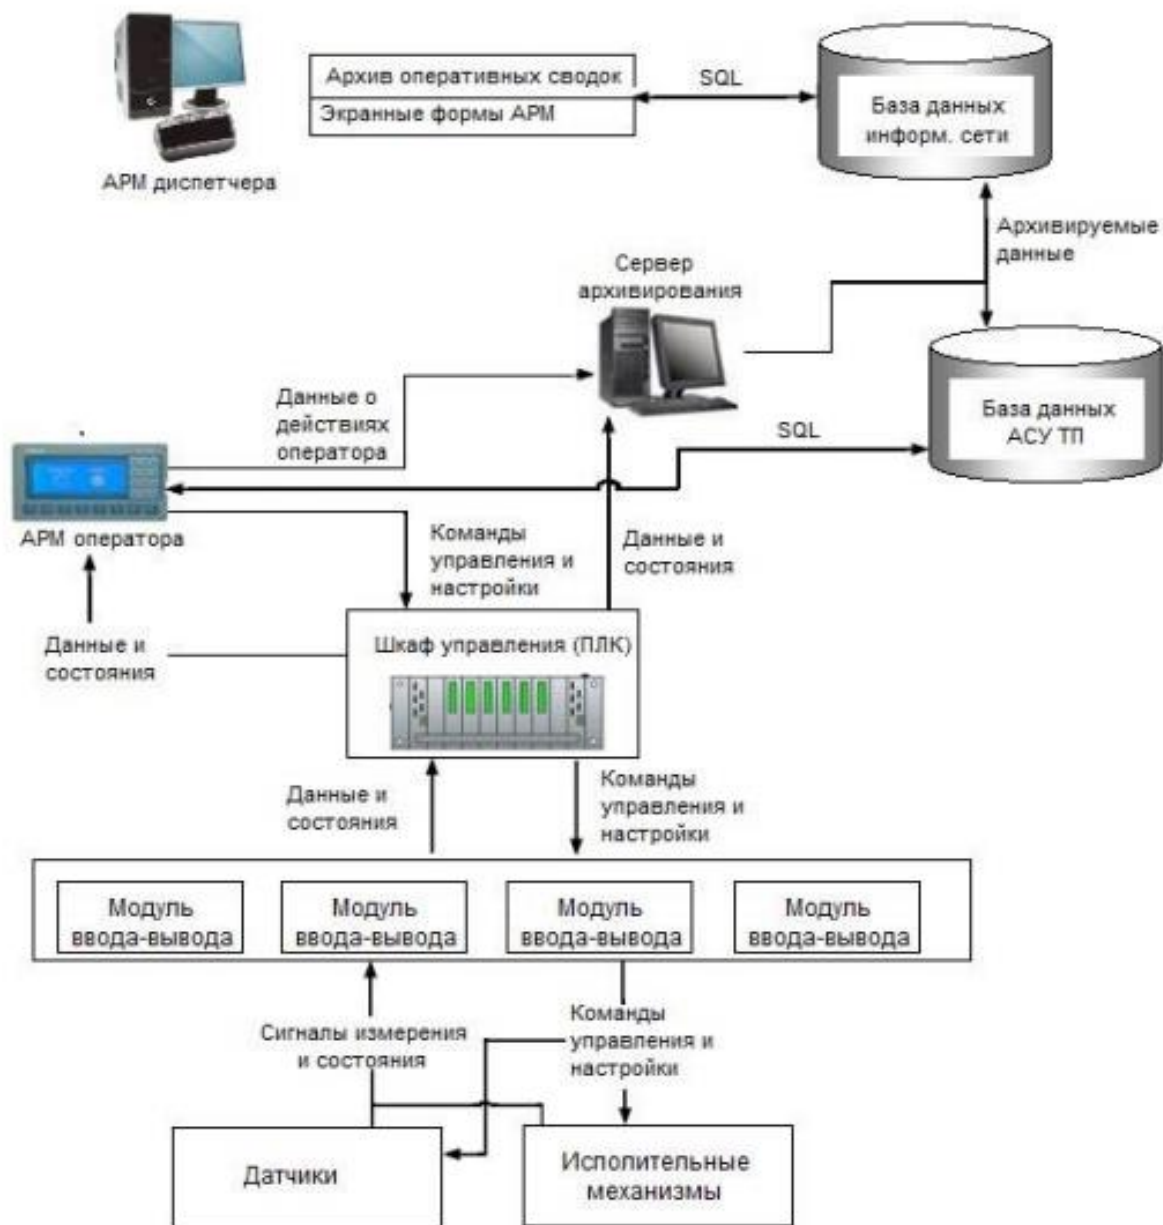 Архив оперативных сводок
Экранные формы АРМ
SQL
База данных
информ. сети
АРМ диспетчера
Архивируемые
данные
Сервер
архивирования
Данные о
действиях
оператора
SQL
База данных
АСУ ТП
АРМ оператора
Команды
управления и
настройки
Данные и
состояния
Данные и
состояния
Шкаф управления (ПЛК)
Данные и
состояния
Команды
управления и
настройки
Модуль
ввода-вывода
Модуль
ввода-вывода
Модуль
ввода-вывода
Модуль
ввода-вывода
Сигналы измерения
и состояния
Команды
управления и
настройки
Датчики
Испопительные
механизмы